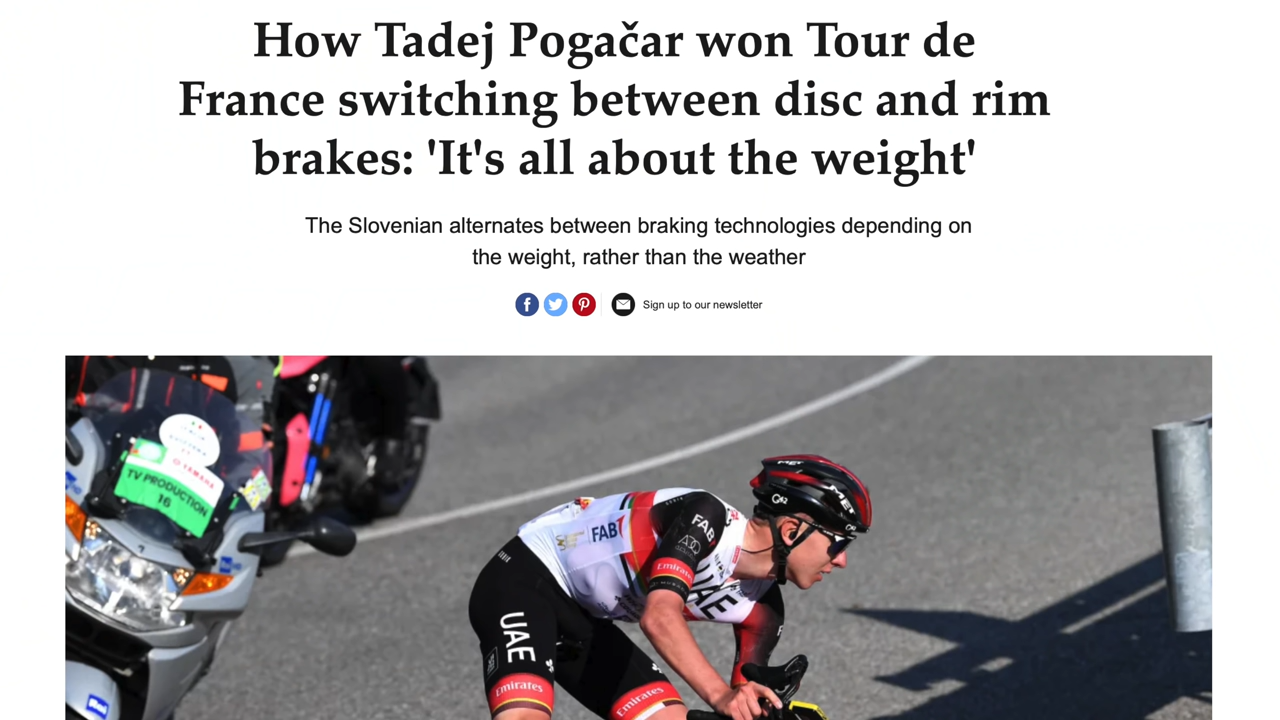 How Tadej Pogačar won Tour de
France switching between disc and rim
brakes: 'It's all about the weight'
The Slovenian alternates between braking technologies depending on
the weight, rather than the weather
Sign up to our newsletter
TV PRODUCTION
16
YAMAHA
MET
FAB
FAB
Emirates
UAE
UAE
Emirates
Emirates